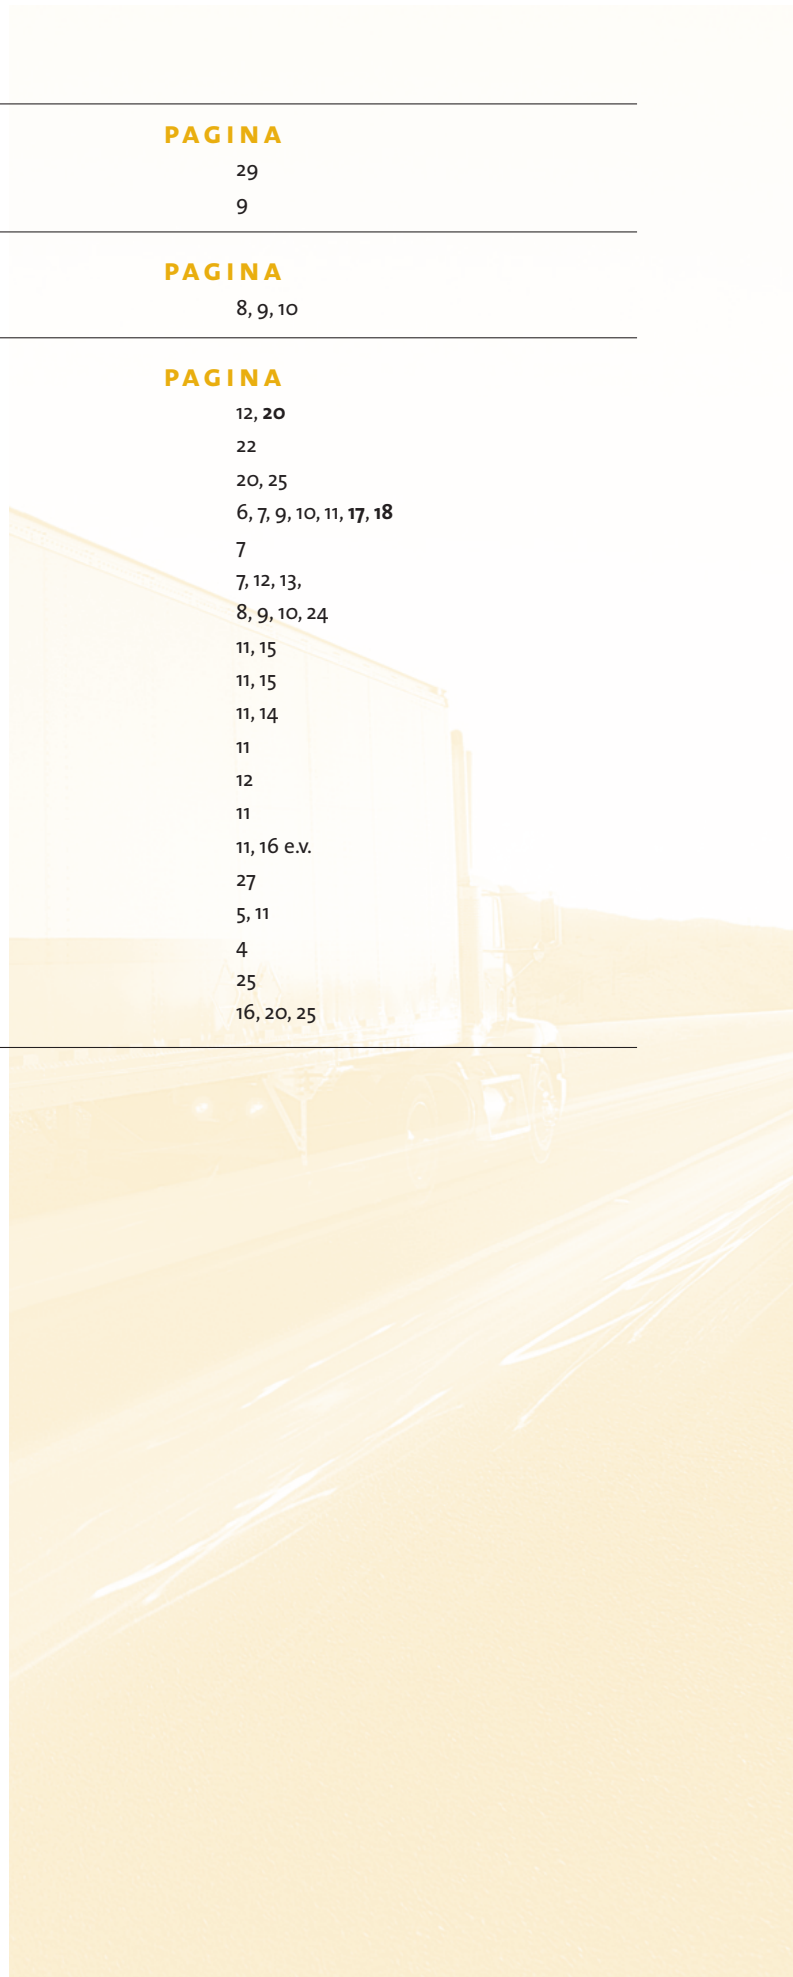 PAGINA
29
9
PAGINA
8, 9, 10
PAGINA
12, 20
22
20, 25
6, 7, 9, 10, 11, 17, 18
7
7, 12, 13,
8, 9, 10, 24
11, 15
11, 15
11, 14
11
12
11
11, 16 e.v.
27
5, 11
4
25
16, 20, 25